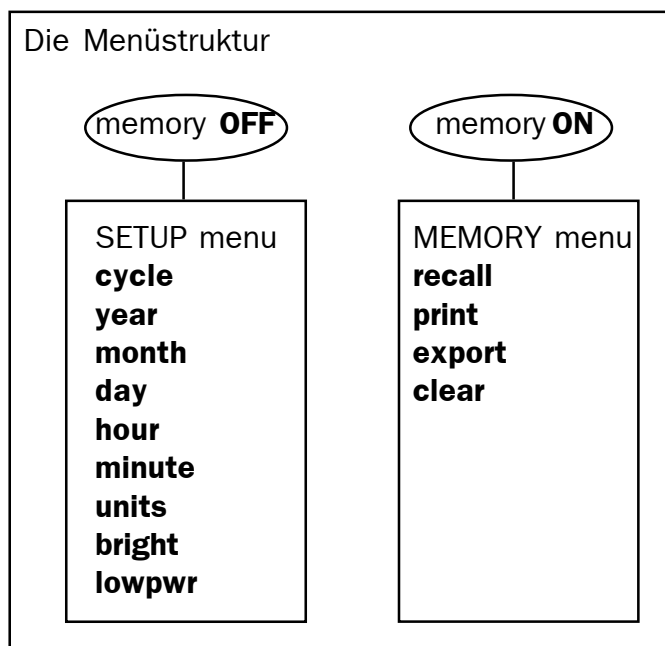 Die Menüstruktur
memory OFF
SETUP menu
cycle
year
month
day
hour
minute
units
bright
lowpwr
memory ON
MEMORY menu
recall
print
export
clear